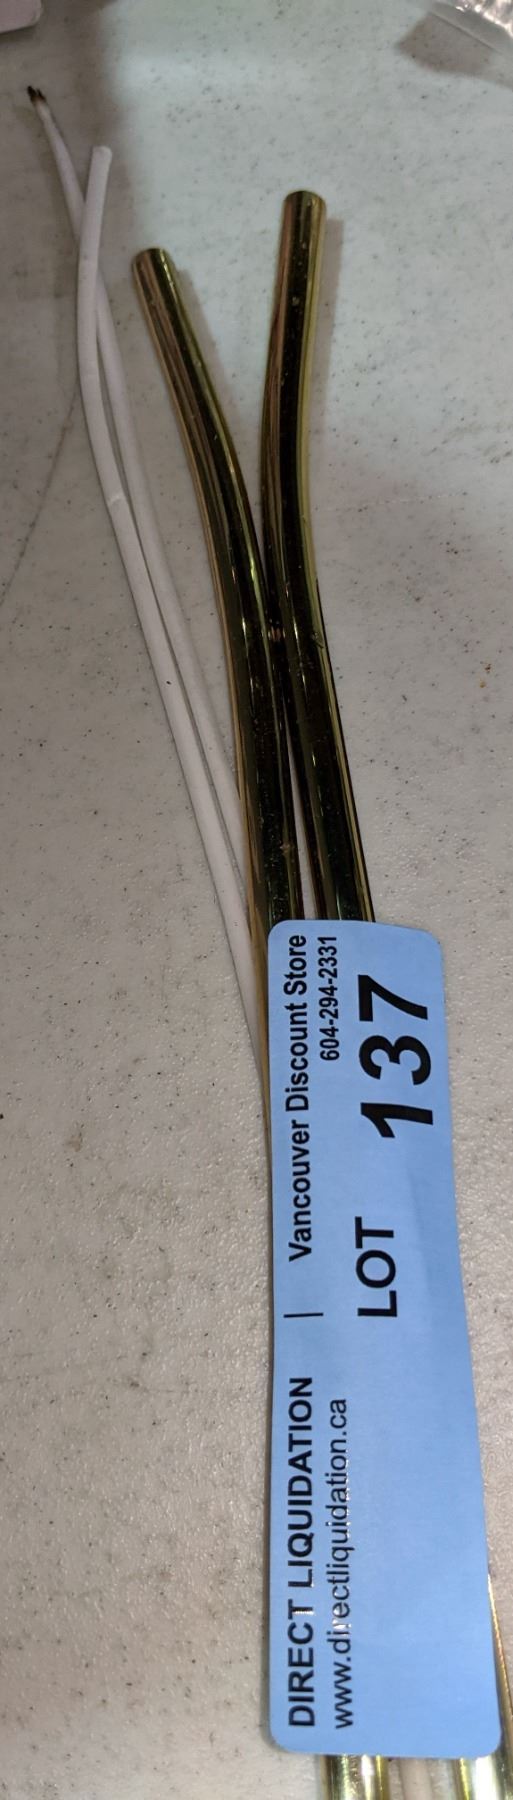 DIRECT LIQUIDATION | Vancouver Discount Store
www.directliquidation.ca 604-294-2331
LOT 137